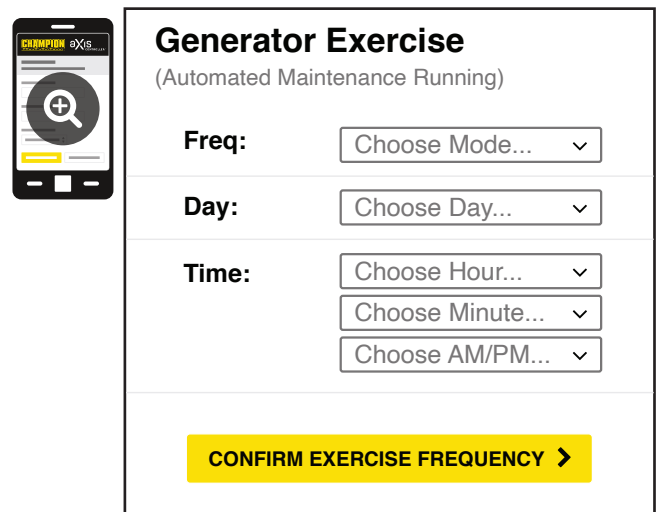 CHAMPION aXis
CONTROLLER
Generator Exercise
(Automated Maintenance Running)
Freq: Choose Mode...
Day: Choose Day...
Time: Choose Hour...
Choose Minute...
Choose AM/PM...
CONFIRM EXERCISE FREQUENCY